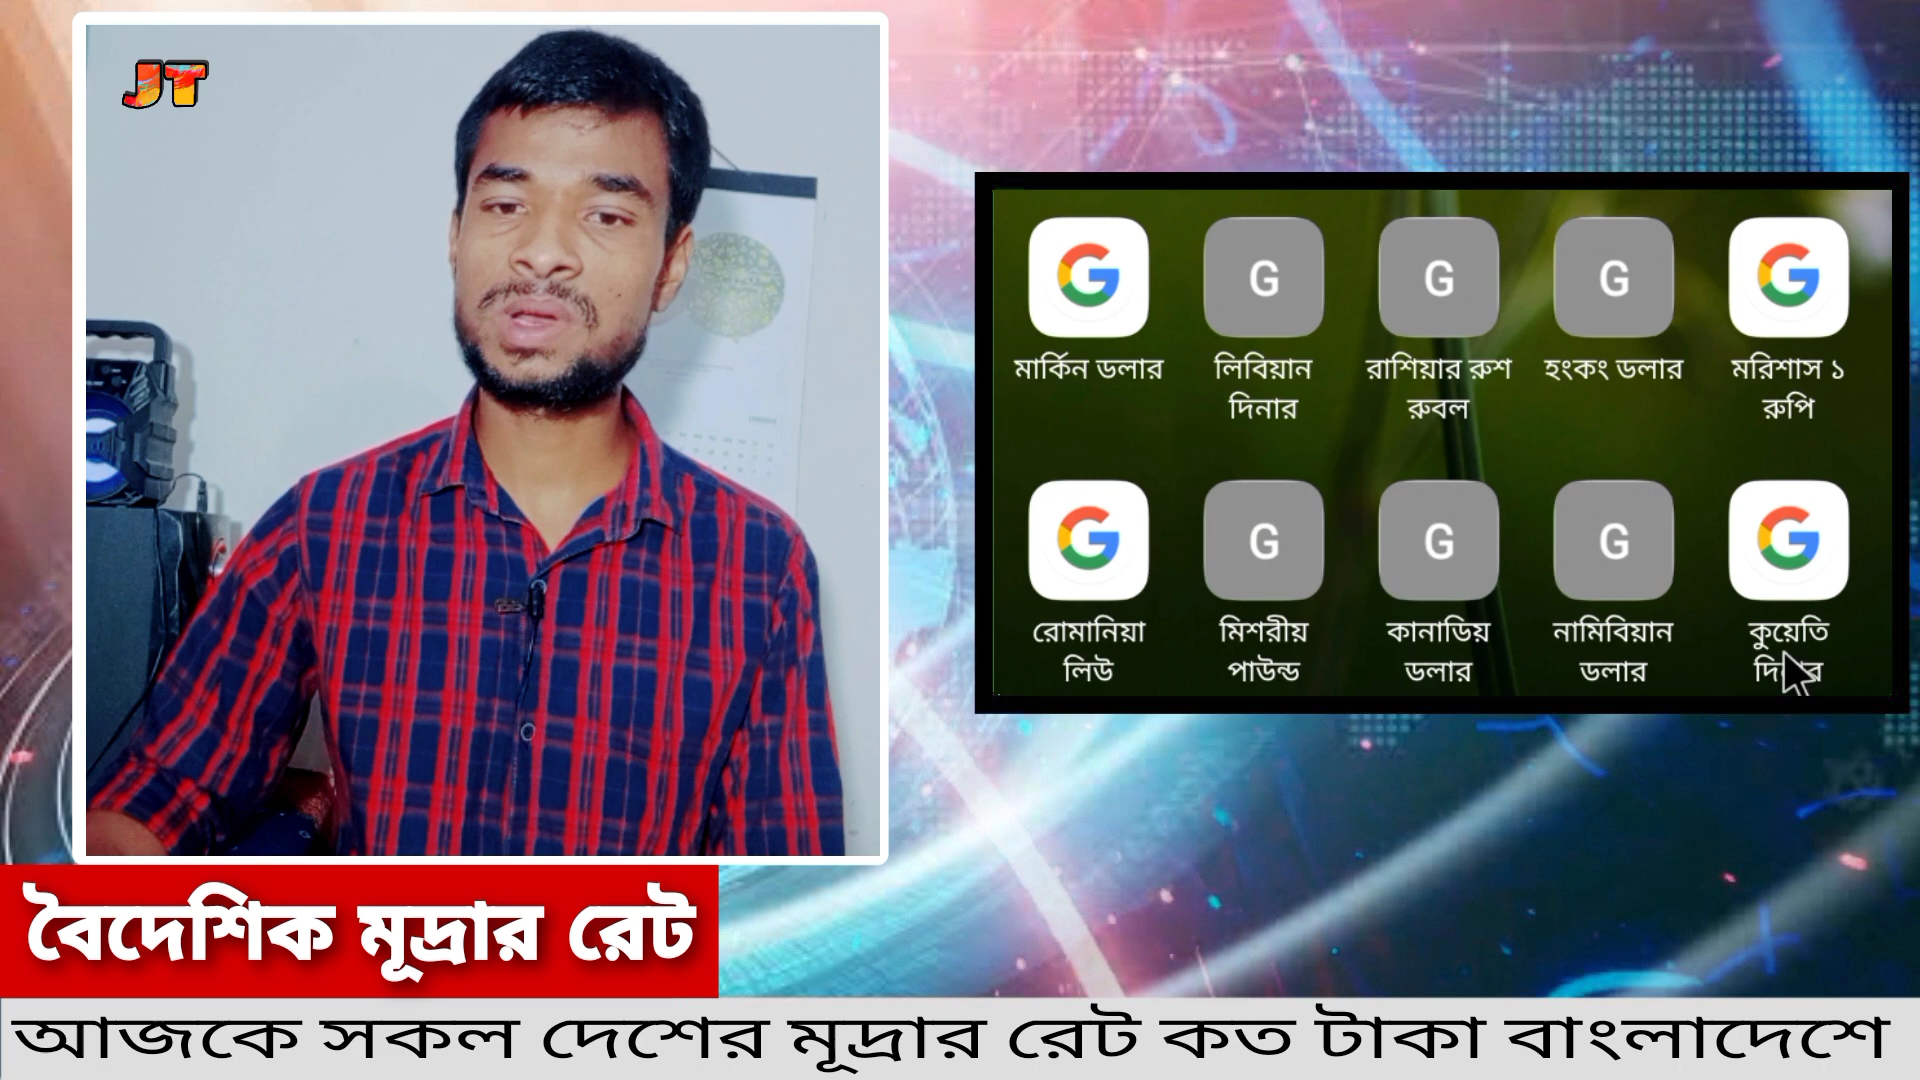 JT
মার্কিন ডলার
লিবিয়ান
দিনার
রাশিয়ার রুশ
রুবল
হংকং ডলার
মরিশাস ১
রুপি
রোমানিয়া
লিউ
মিশরীয়
পাউন্ড
কানাডিয়
ডলার
নামিবিয়ান
ডলার
কুয়েতি
বৈদেশিক মূদ্রার রেট
আজকে সকল দেশের মূদ্রার রেট কত টাকা বাংলাদেশে